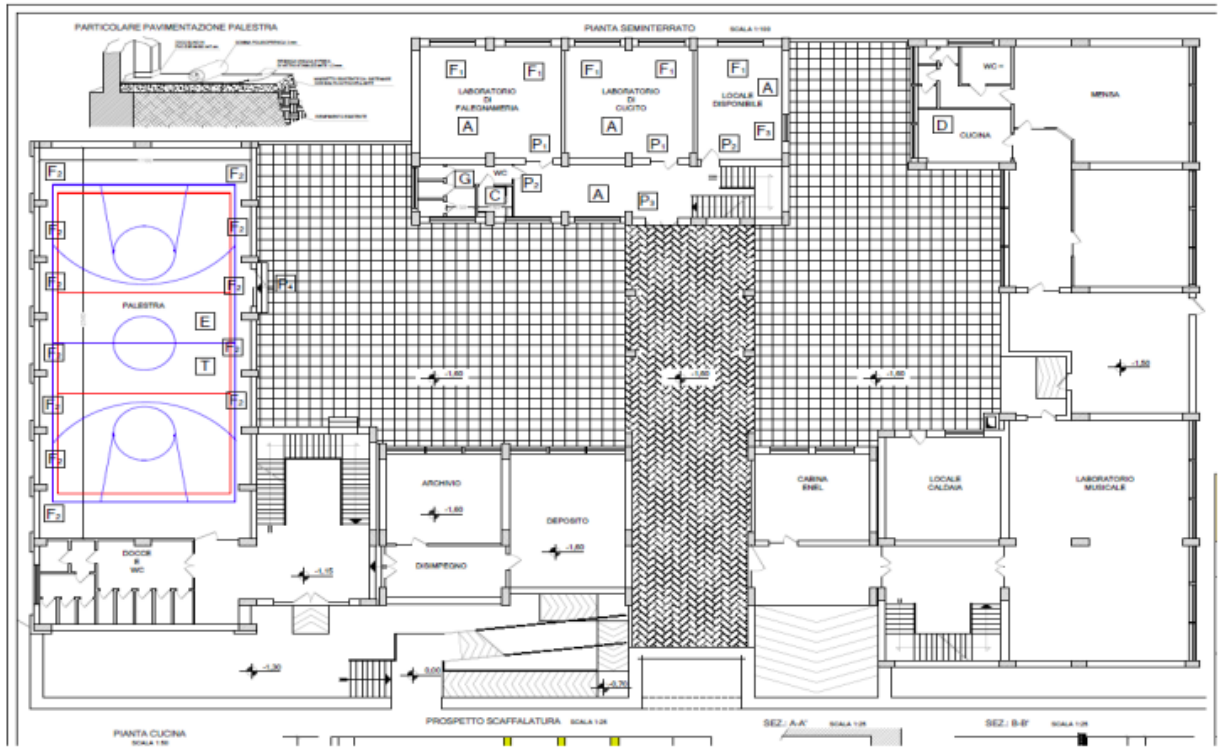 PARTICOLARE PAVIMENTAZIONE PALESTRA
PIANTA SEMINTERRATO SCALA 1:100
F1 F1 F1 F1 F1
LABORATORIO
DI
FALEGNAMERIA
LABORATORIO
DI
CUCITO
LOCALE
DISPONIBILE
A A A
F3
P1 P1 P2
WC
MENSA
D
CUCINA
G WC
P2
C
A
P3
F2 F2
F2 F2
F2 F2
P4
PALESTRA
E
F2 F2
T
F2 F2
F2
F2
-1,60
-1,60
-1,60
-1,50
ARCHIVIO
-1,60
DEPOSITO
-1,60
CABINA
ENEL
LOCALE
CALDAIA
LABORATORIO
MUSICALE
DOCCE
E
WC
DISIMPEGNO
-1,15
-1,30
0,00
-0,70
PROSPETTO SCAFFALATURA SCALA 1:25
SEZ.: A-A' SCALA 1:25
SEZ.: B-B' SCALA 1:25
PIANTA CUCINA
SCALA 1:50